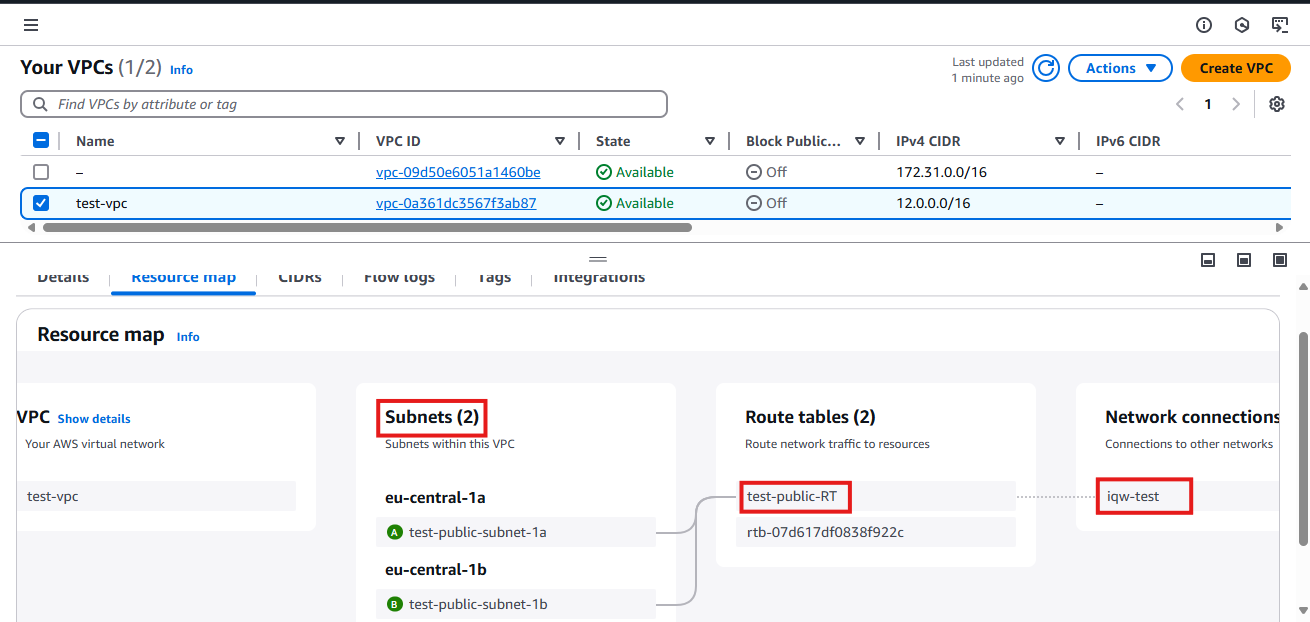 Your VPCs (1/2) Info
Last updated
1 minute ago
Actions
Create VPC
Find VPCs by attribute or tag
1
Name VPC ID State Block Public... IPv4 CIDR IPv6 CIDR
– vpc-09d50e6051a1460be Available Off 172.31.0.0/16 –
test-vpc vpc-0a361dc3567f3ab87 Available Off 12.0.0.0/16 –
Details Resource map CIDRs Flow logs Tags Integrations
Resource map Info
VPC Show details
Your AWS virtual network
test-vpc
Subnets (2)
Subnets within this VPC
eu-central-1a
A test-public-subnet-1a
eu-central-1b
B test-public-subnet-1b
Route tables (2)
Route network traffic to resources
test-public-RT
rtb-07d617df0838f922c
Network connections
Connections to other networks
iqw-test